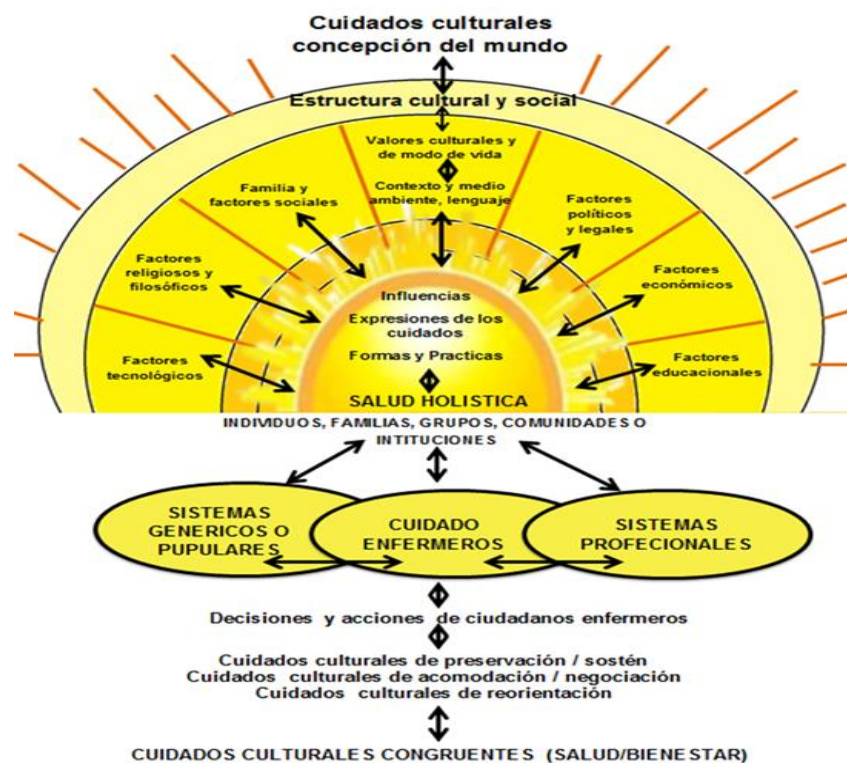 Cuidados culturales
concepción del mundo
Estructura cultural y social
Valores culturales y
de modo de vida
Familia y
factores sociales
Contexto y medio
ambiente, lenguaje
Factores
políticos
y legales
Factores
religiosos y
filosóficos
Factores
económicos
Factores
tecnológicos
Factores
educacionales
Influencias
Expresiones de los
cuidados
Formas y Practicas
SALUD HOLISTICA
INDIVIDUOS, FAMILIAS, GRUPOS, COMUNIDADES O
INTITUCIONES
SISTEMAS
GENERICOS O
PUPULARES
CUIDADO
ENFERMEROS
SISTEMAS
PROFECIONALES
Decisiones y acciones de ciudadanos enfermeros
Cuidados culturales de preservación / sostén
Cuidados culturales de acomodación / negociación
Cuidados culturales de reorientación
CUIDADOS CULTURALES CONGRUENTES (SALUD/BIENESTAR)